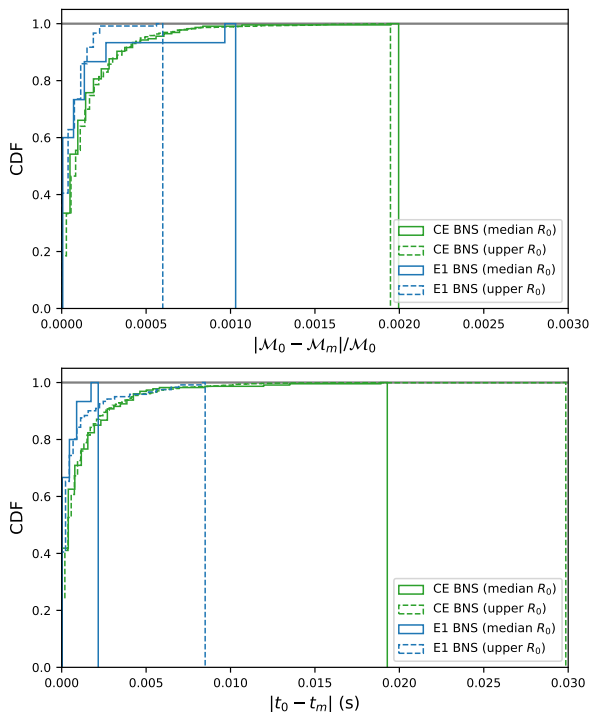 CDF
1.0
0.8
0.6
0.4
0.2
0.0
CE BNS (median R₀)
CE BNS (upper R₀)
E1 BNS (median R₀)
E1 BNS (upper R₀)
0.0000 0.0005 0.0010 0.0015 0.0020 0.0025 0.0030
|ℳ₀ − ℳₘ|/ℳ₀
CDF
1.0
0.8
0.6
0.4
0.2
0.0
CE BNS (median R₀)
CE BNS (upper R₀)
E1 BNS (median R₀)
E1 BNS (upper R₀)
0.000 0.005 0.010 0.015 0.020 0.025 0.030
|t₀ − tₘ| (s)